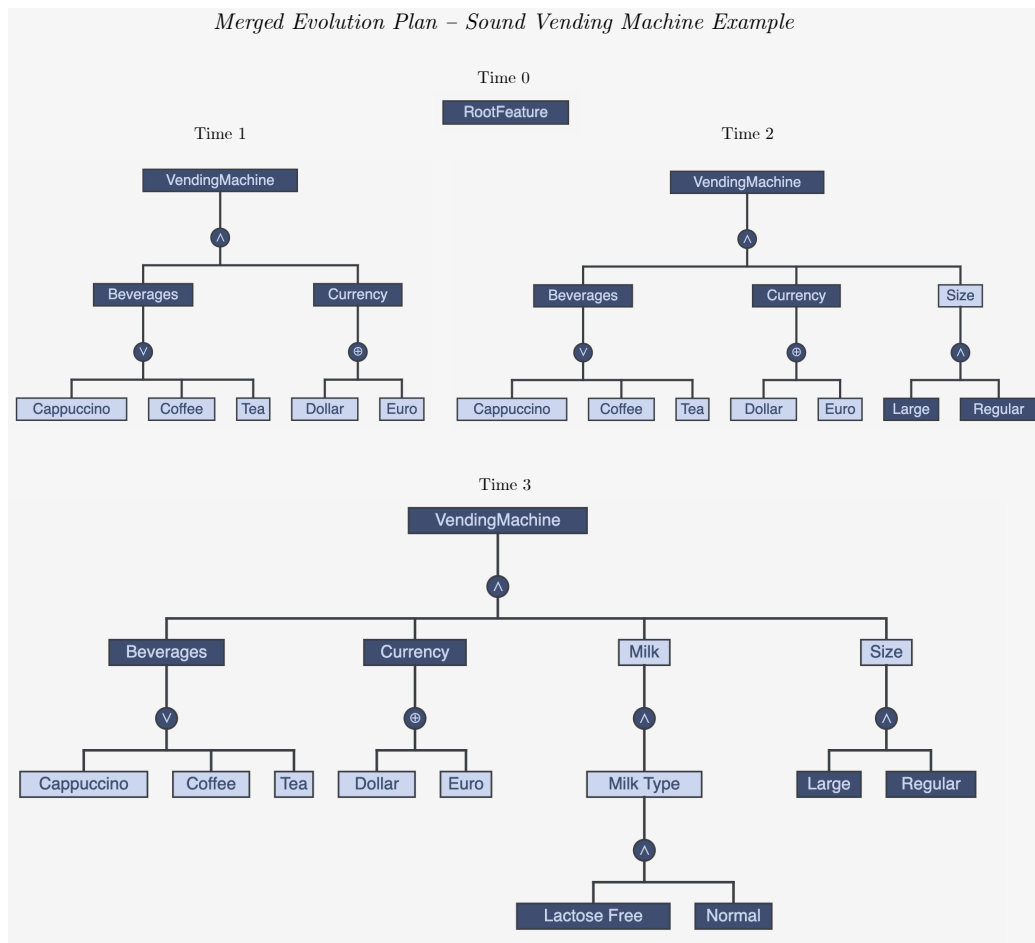 Merged Evolution Plan – Sound Vending Machine Example
Time 0
RootFeature
Time 1
VendingMachine
∧
Beverages Currency
∨ ⊕
Cappuccino Coffee Tea Dollar Euro
Time 2
VendingMachine
∧
Beverages Currency Size
∨ ⊕ ∧
Cappuccino Coffee Tea Dollar Euro Large Regular
Time 3
VendingMachine
∧
Beverages Currency Milk Size
∨ ⊕ ∧ ∧
Cappuccino Coffee Tea Dollar Euro Milk Type Large Regular
∧
Lactose Free Normal